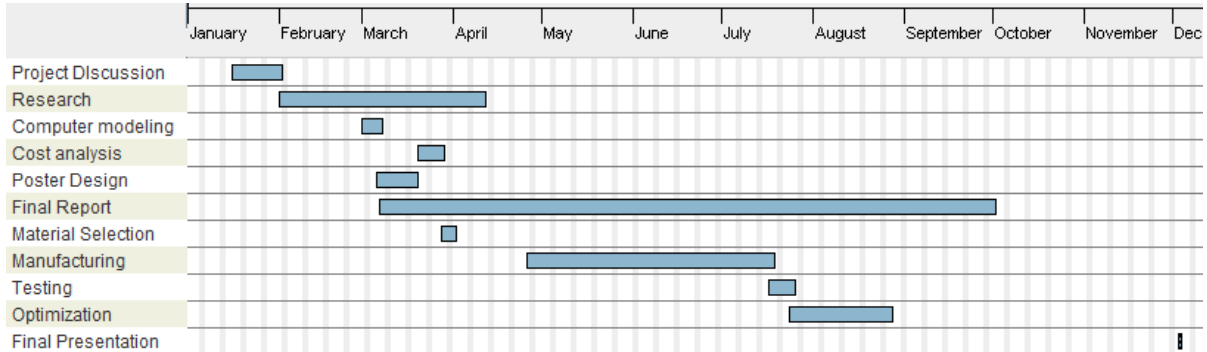 January February March April May June July August September October November Dec
Project DIscussion
Research
Computer modeling
Cost analysis
Poster Design
Final Report
Material Selection
Manufacturing
Testing
Optimization
Final Presentation